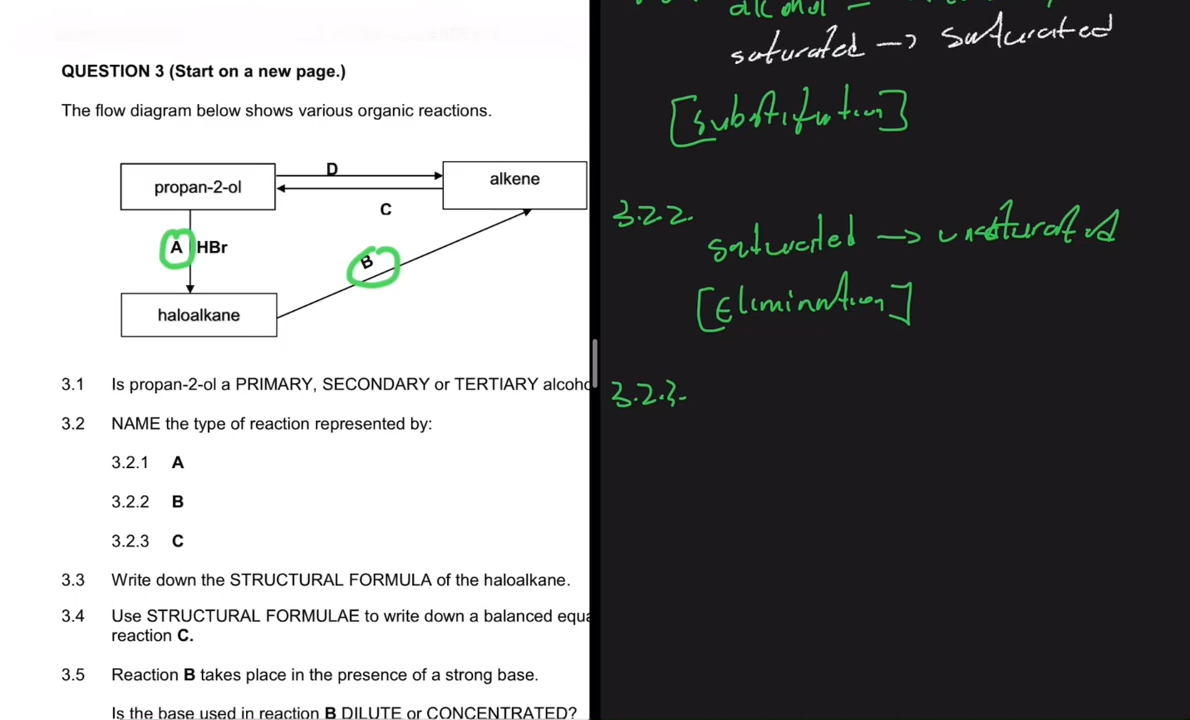 QUESTION 3 (Start on a new page.)
The flow diagram below shows various organic reactions.
propan-2-ol
D
alkene
C
A HBr
B
haloalkane
3.1 Is propan-2-ol a PRIMARY, SECONDARY or TERTIARY alcoho
3.2 NAME the type of reaction represented by:
3.2.1 A
3.2.2 B
3.2.3 C
3.3 Write down the STRUCTURAL FORMULA of the haloalkane.
3.4 Use STRUCTURAL FORMULAE to write down a balanced equa
reaction C.
3.5 Reaction B takes place in the presence of a strong base.
Is the base used in reaction B DILUTE or CONCENTRATED?
alcohol
saturated → saturated
[substitution]
3.2.2.
saturated → unsaturated
[Elimination]
3.2.3.